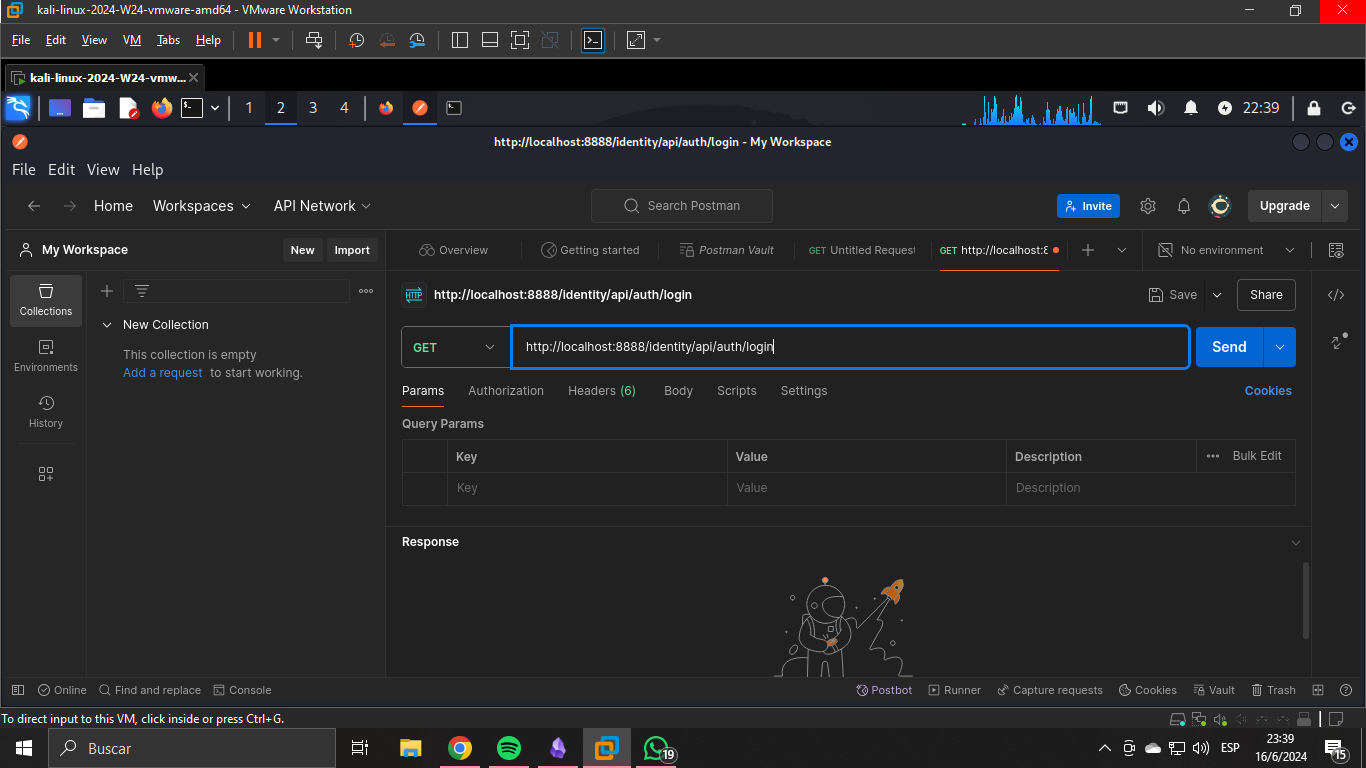 kali-linux-2024-W24-vmware-amd64 - VMware Workstation
File Edit View VM Tabs Help
kali-linux-2024-W24-vmw...
1 2 3 4 22:39
http://localhost:8888/identity/api/auth/login - My Workspace
File Edit View Help
Home Workspaces API Network Search Postman Invite Upgrade
My Workspace New Import Overview Getting started Postman Vault GET Untitled Request GET http://localhost:8 No environment
Collections
Environments
History
New Collection
This collection is empty
Add a request to start working.
HTTP http://localhost:8888/identity/api/auth/login Save Share
GET http://localhost:8888/identity/api/auth/login Send
Params Authorization Headers (6) Body Scripts Settings Cookies
Query Params
Key Value Description Bulk Edit
Key Value Description
Response
Online Find and replace Console Postbot Runner Capture requests Cookies Vault Trash
To direct input to this VM, click inside or press Ctrl+G.
Buscar 19 ESP 23:39
16/6/2024 15